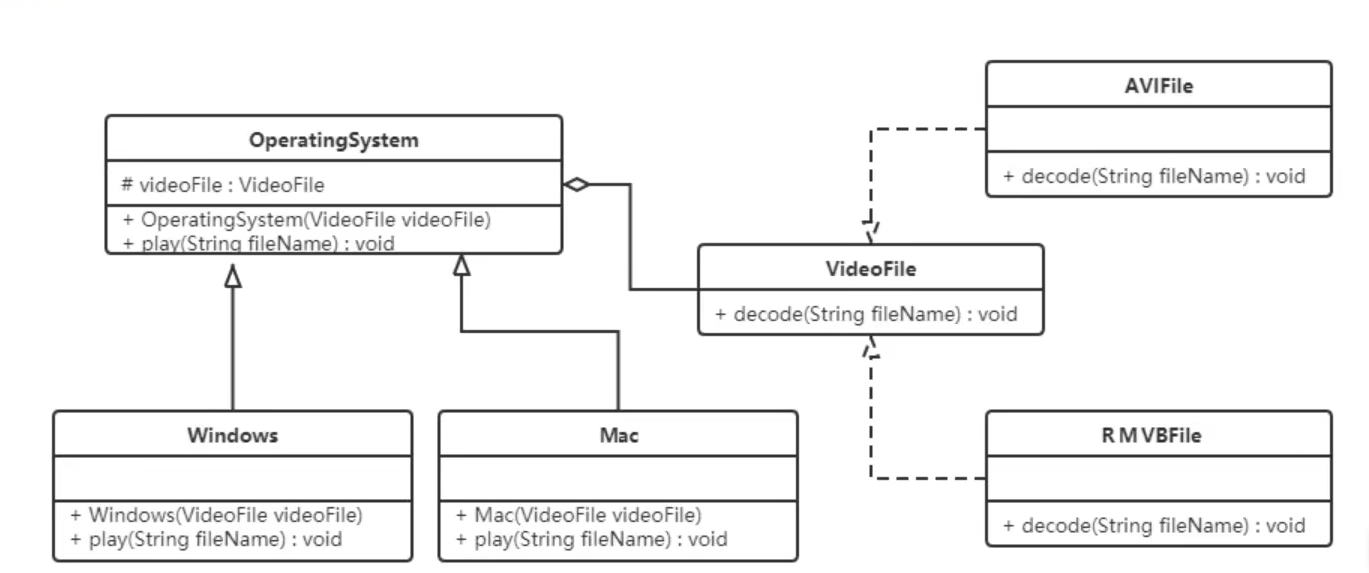 AVIFile
+ decode(String fileName) : void
OperatingSystem
# videoFile : VideoFile
+ OperatingSystem(VideoFile videoFile)
+ play(String fileName) : void
VideoFile
+ decode(String fileName) : void
Windows
+ Windows(VideoFile videoFile)
+ play(String fileName) : void
Mac
+ Mac(VideoFile videoFile)
+ play(String fileName) : void
RMVBFile
+ decode(String fileName) : void